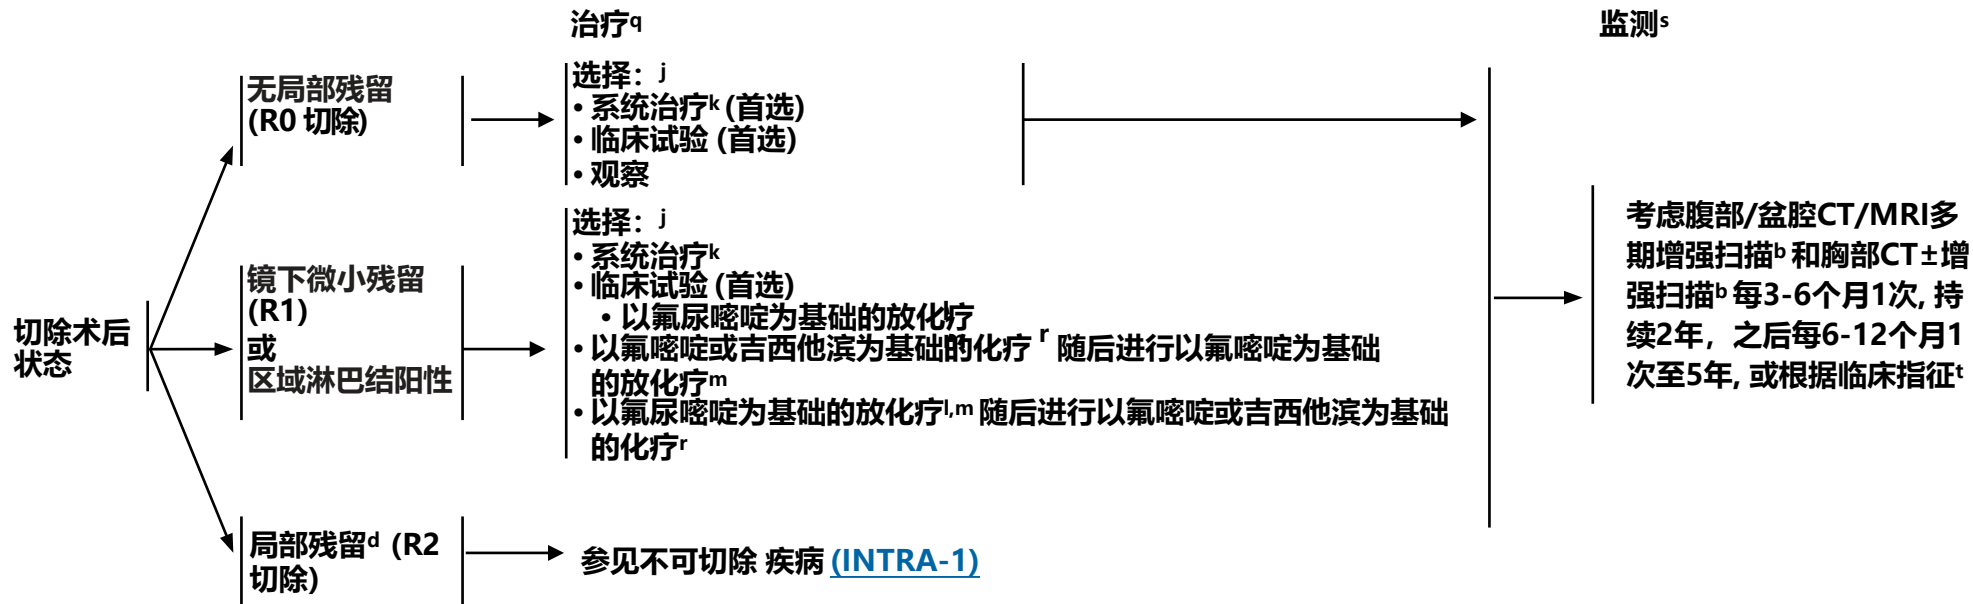 治疗q
监测s
切除术后
状态
无局部残留
(R0 切除)
选择：j
• 系统治疗k (首选)
• 临床试验 (首选)
• 观察
镜下微小残留
(R1)
或
区域淋巴结阳性
选择：j
• 系统治疗k
• 临床试验 (首选)
• 以氟尿嘧啶为基础的放化疗
• 以氟嘧啶或吉西他滨为基础的化疗 r 随后进行以氟嘧啶为基础
的放化疗m
• 以氟尿嘧啶为基础的放化疗l,m 随后进行以氟嘧啶或吉西他滨为基础
的化疗r
局部残留d (R2
切除)
参见不可切除 疾病 (INTRA-1)
考虑腹部/盆腔CT/MRI多
期增强扫描b 和胸部CT±增
强扫描b 每3-6个月1次, 持
续2年，之后每6-12个月1
次至5年, 或根据临床指征t